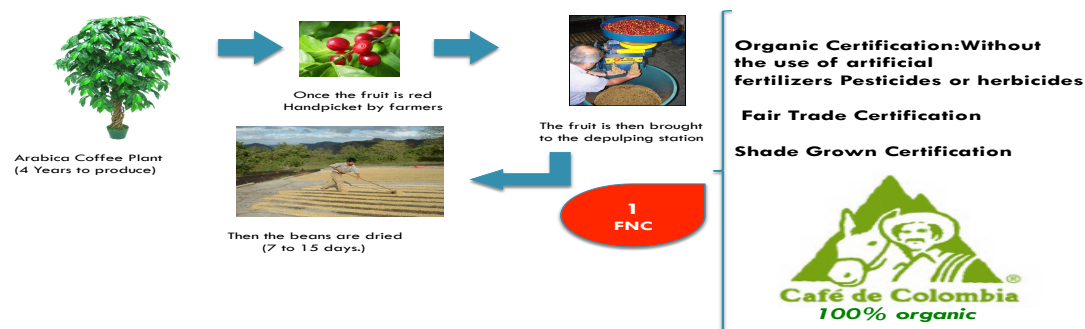 Arabica Coffee Plant
(4 Years to produce)
Once the fruit is red
Handpicket by farmers
The fruit is then brought
to the depulping station
Then the beans are dried
(7 to 15 days.)
1
FNC
Organic Certification:Without
the use of artificial
fertilizers Pesticides or herbicides
Fair Trade Certification
Shade Grown Certification
®
Café de Colombia
100% organic